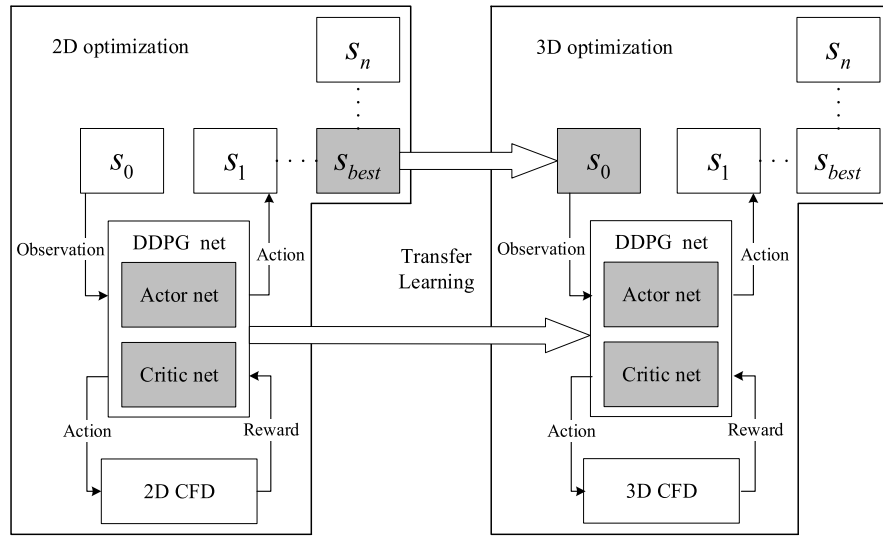 2D optimization
s_n
s_0
s_1
s_best
Observation
DDPG net
Action
Actor net
Critic net
Action
Reward
2D CFD
Transfer
Learning
3D optimization
s_n
s_0
s_1
s_best
Observation
DDPG net
Action
Actor net
Critic net
Action
Reward
3D CFD